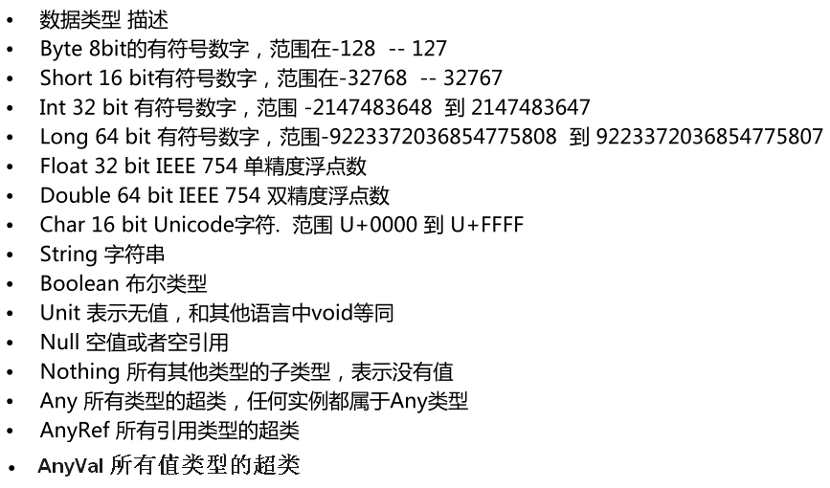 • 数据类型 描述
• Byte 8bit的有符号数字，范围在-128 -- 127
• Short 16 bit有符号数字，范围在-32768 -- 32767
• Int 32 bit 有符号数字，范围 -2147483648 到 2147483647
• Long 64 bit 有符号数字，范围-9223372036854775808 到 9223372036854775807
• Float 32 bit IEEE 754 单精度浮点数
• Double 64 bit IEEE 754 双精度浮点数
• Char 16 bit Unicode字符. 范围 U+0000 到 U+FFFF
• String 字符串
• Boolean 布尔类型
• Unit 表示无值，和其他语言中void等同
• Null 空值或者空引用
• Nothing 所有其他类型的子类型，表示没有值
• Any 所有类型的超类，任何实例都属于Any类型
• AnyRef 所有引用类型的超类
• AnyVal 所有值类型的超类